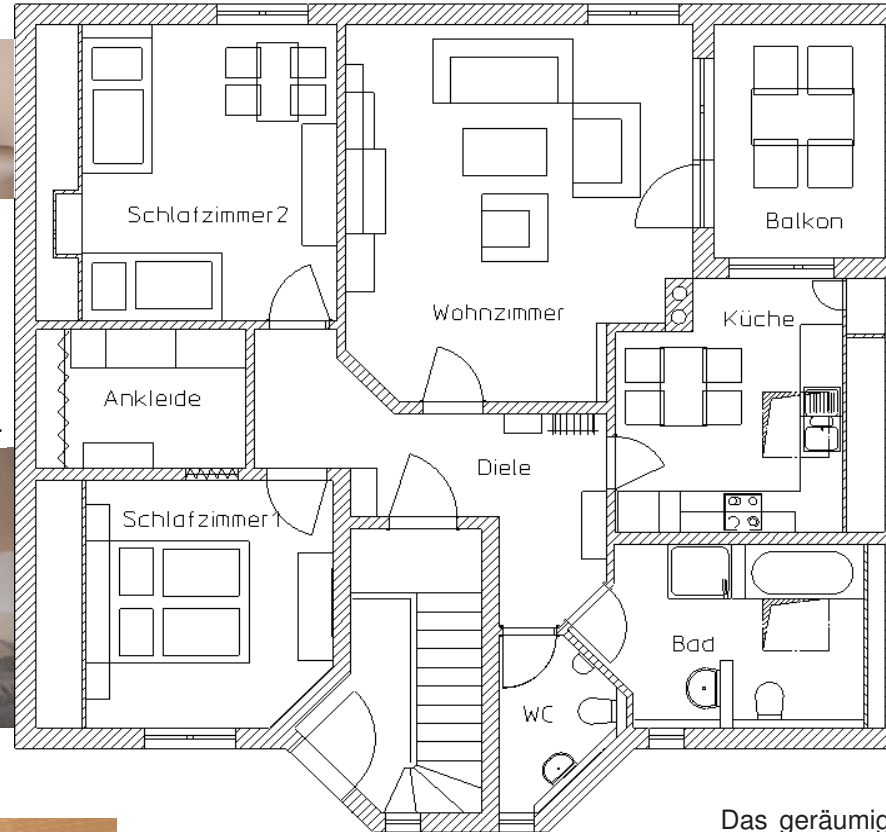 Schlafzimmer2
Balkon
Wohnzimmer
Küche
Ankleide
Diele
Schlafzimmer1
Bad
WC
Das geräumig